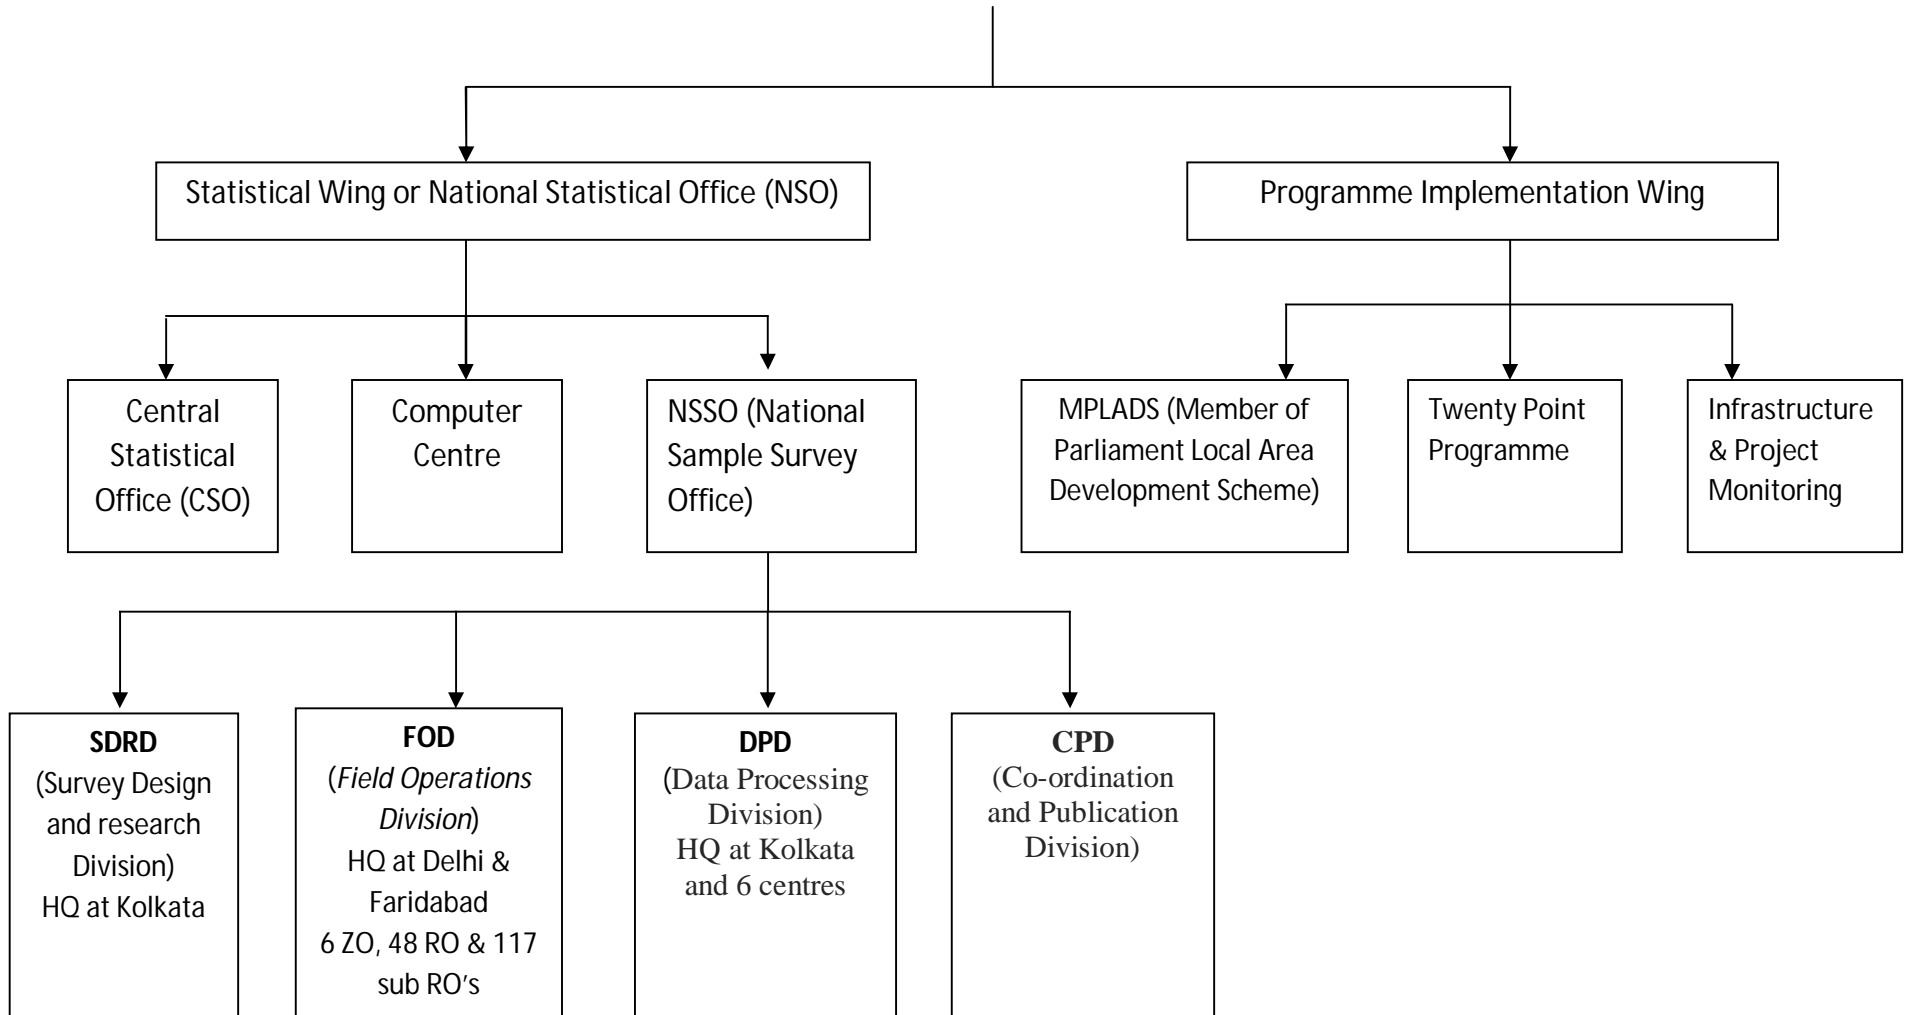 Statistical Wing or National Statistical Office (NSO)
Programme Implementation Wing
Central
Statistical
Office (CSO)
Computer
Centre
NSSO (National
Sample Survey
Office)
MPLADS (Member of
Parliament Local Area
Development Scheme)
Twenty Point
Programme
Infrastructure
& Project
Monitoring
SDRD
(Survey Design
and research
Division)
HQ at Kolkata
FOD
(Field Operations
Division)
HQ at Delhi &
Faridabad
6 ZO, 48 RO & 117
sub RO's
DPD
(Data Processing
Division)
HQ at Kolkata
and 6 centres
CPD
(Co-ordination
and Publication
Division)